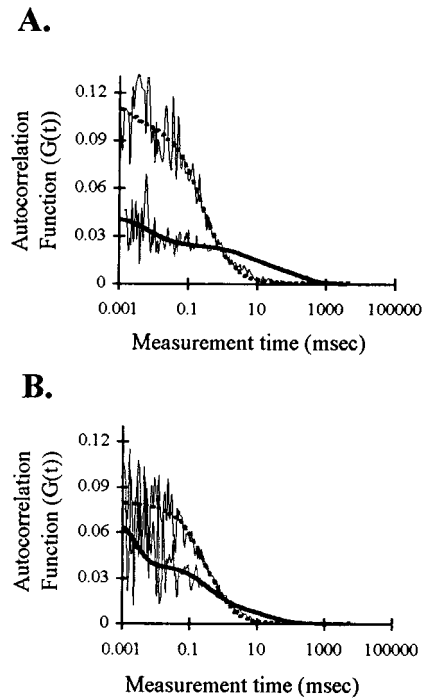 A.
Autocorrelation
Function (G(t))
0.12
0.09
0.06
0.03
0
0.001
0.1
10
1000
100000
Measurement time (msec)
B.
Autocorrelation
Function (G(t))
0.12
0.09
0.06
0.03
0
0.001
0.1
10
1000
100000
Measurement time (msec)